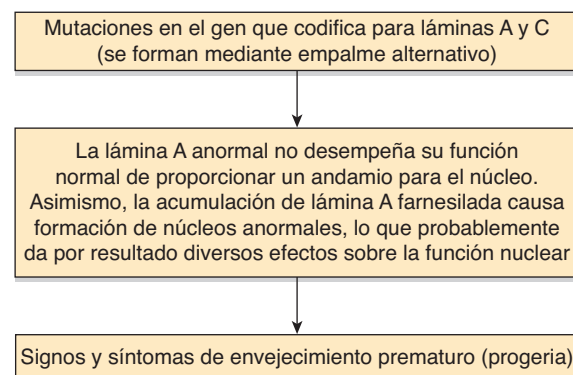 Mutaciones en el gen que codifica para láminas A y C
(se forman mediante empalme alternativo)
La lámina A anormal no desempeña su función
normal de proporcionar un andamio para el núcleo.
Asimismo, la acumulación de lámina A farnesilada causa
formación de núcleos anormales, lo que probablemente
da por resultado diversos efectos sobre la función nuclear
Signos y síntomas de envejecimiento prematuro (progeria)